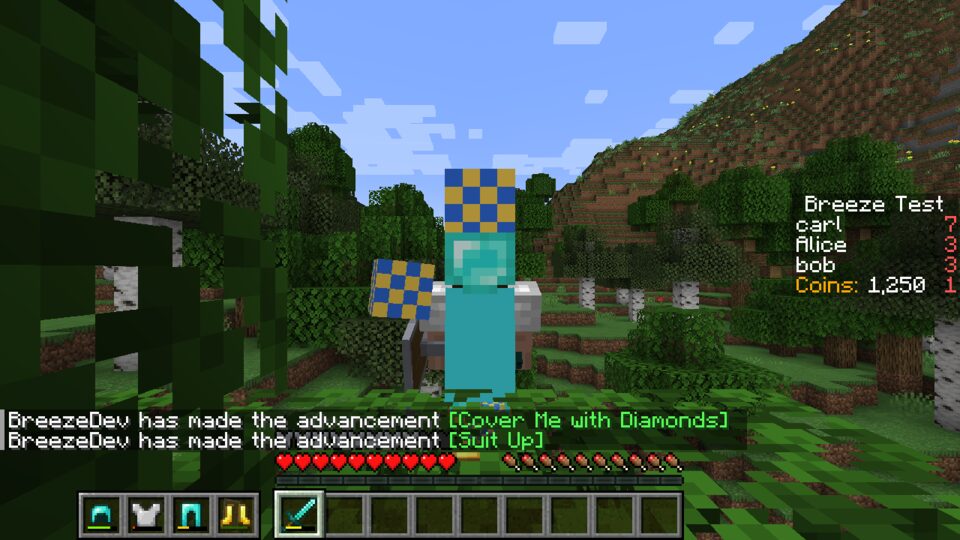 Breeze Test
carl 7
Alice 3
bob 3
Coins: 1,250 1
BreezeDev has made the advancement [Cover Me with Diamonds]
BreezeDev has made the advancement [Suit Up]